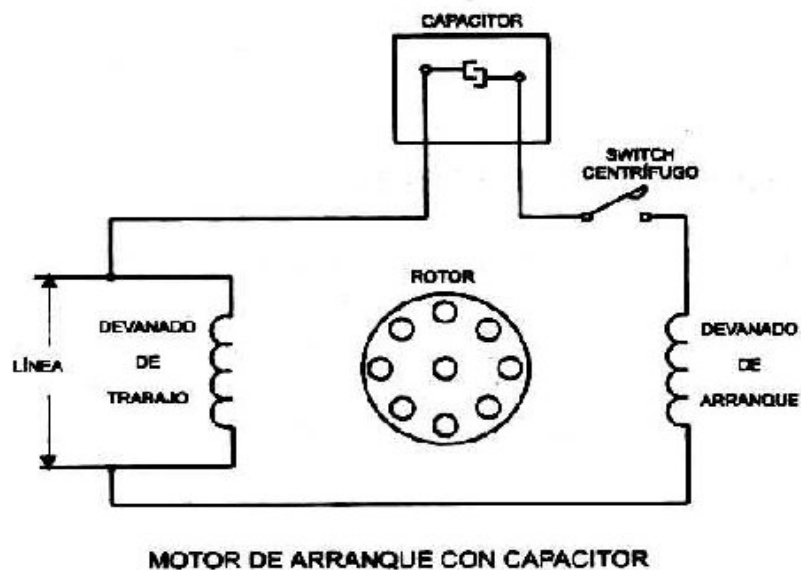 CAPACITOR
SWITCH
CENTRÍFUGO
ROTOR
LÍNEA
DEVANADO
DE
TRABAJO
DEVANADO
DE
ARRANQUE
MOTOR DE ARRANQUE CON CAPACITOR